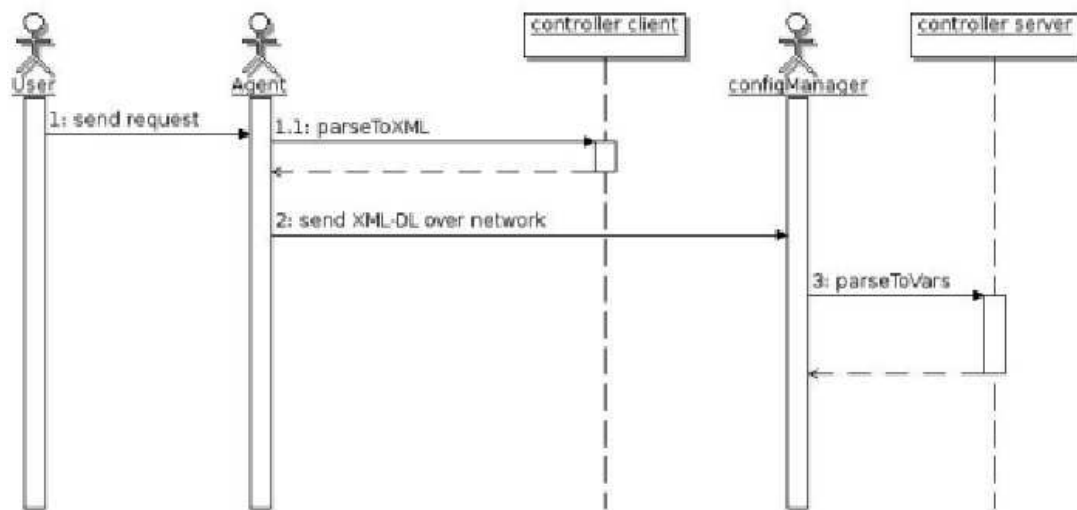 controller client
controller server
User
Agent
configManager
1: send request
1.1: parseToXML
2: send XML-DL over network
3: parseToVars